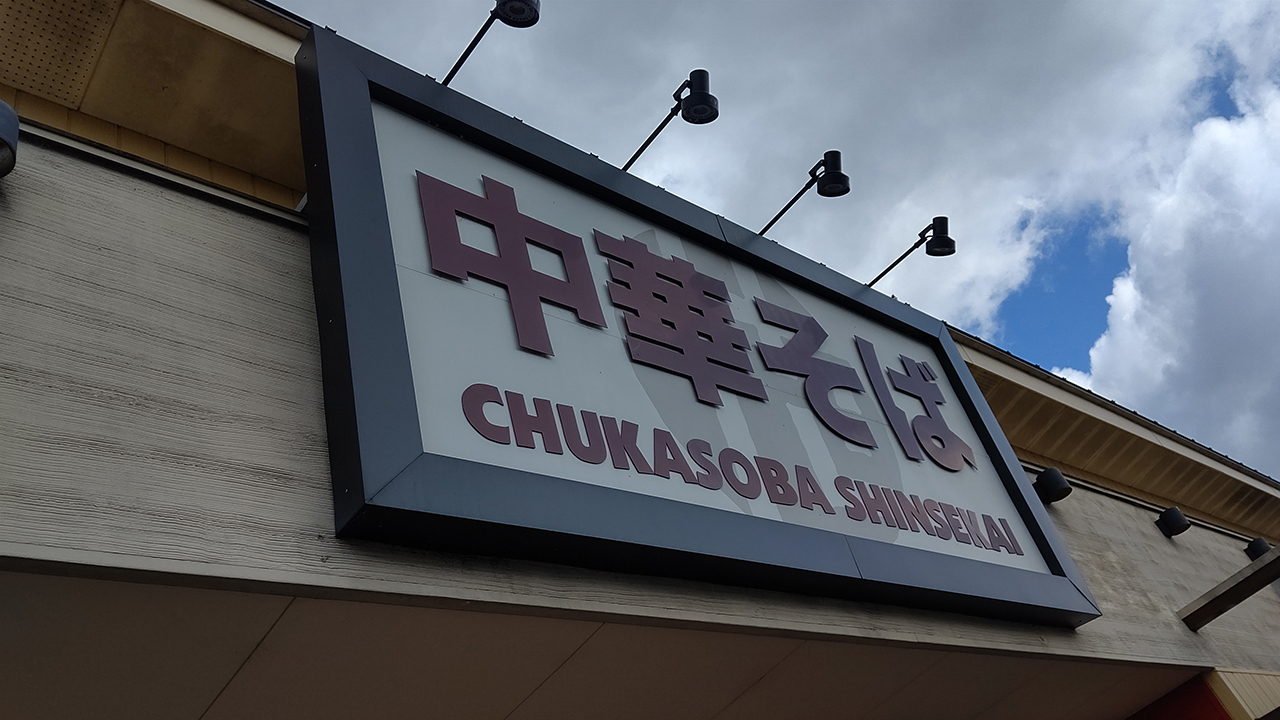 中華そば
CHUKASOBA SHINSEKAI